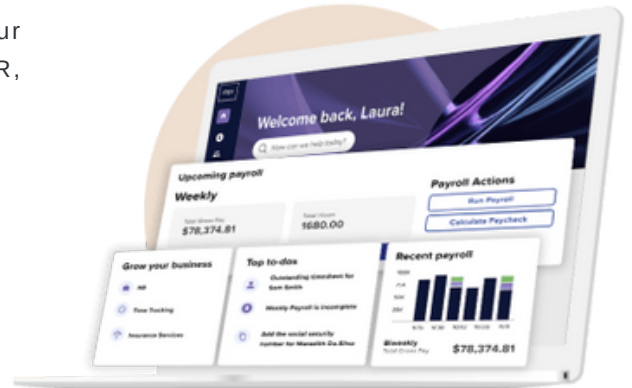 ur
R,
Welcome back, Laura!
How can we help today?
Upcoming payroll
Weekly
Total Gross Pay
$78,374.81
Total Hours
1680.00
Payroll Actions
Run Payroll
Calculate Paycheck
Grow your business
HR
Time Tracking
Insurance Services
Top to-dos
Outstanding timesheet for
Sam Smith
Weekly Payroll is incomplete
Add the social security
number for Meredith Da Silva
Recent payroll
Biweekly
Total Gross Pay
$78,374.81